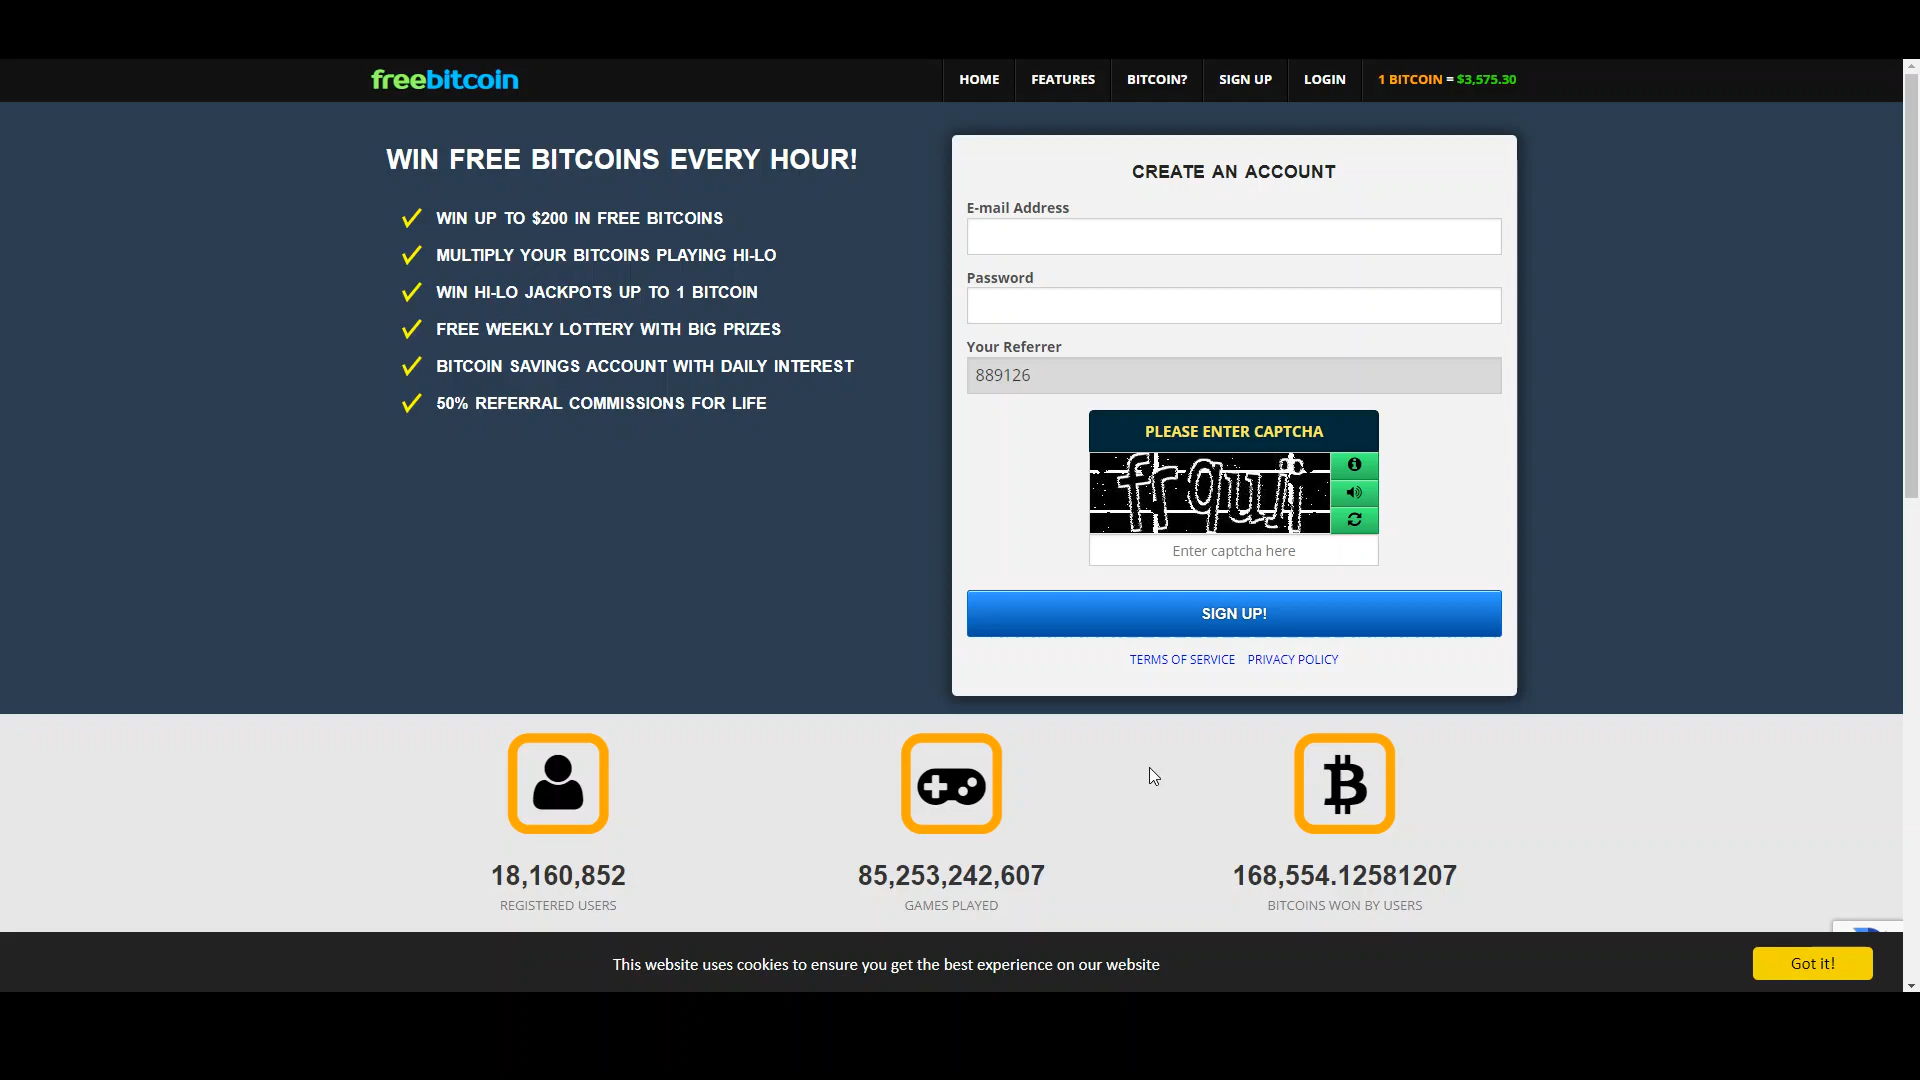 freebitcoin
HOME
FEATURES
BITCOIN?
SIGN UP
LOGIN
1 BITCOIN = $3,575.30
WIN FREE BITCOINS EVERY HOUR!
WIN UP TO $200 IN FREE BITCOINS
MULTIPLY YOUR BITCOINS PLAYING HI-LO
WIN HI-LO JACKPOTS UP TO 1 BITCOIN
FREE WEEKLY LOTTERY WITH BIG PRIZES
BITCOIN SAVINGS ACCOUNT WITH DAILY INTEREST
50% REFERRAL COMMISSIONS FOR LIFE
CREATE AN ACCOUNT
E-mail Address
Password
Your Referrer
889126
PLEASE ENTER CAPTCHA
Enter captcha here
SIGN UP!
TERMS OF SERVICE PRIVACY POLICY
18,160,852
REGISTERED USERS
85,253,242,607
GAMES PLAYED
168,554.12581207
BITCOINS WON BY USERS
This website uses cookies to ensure you get the best experience on our website
Got it!